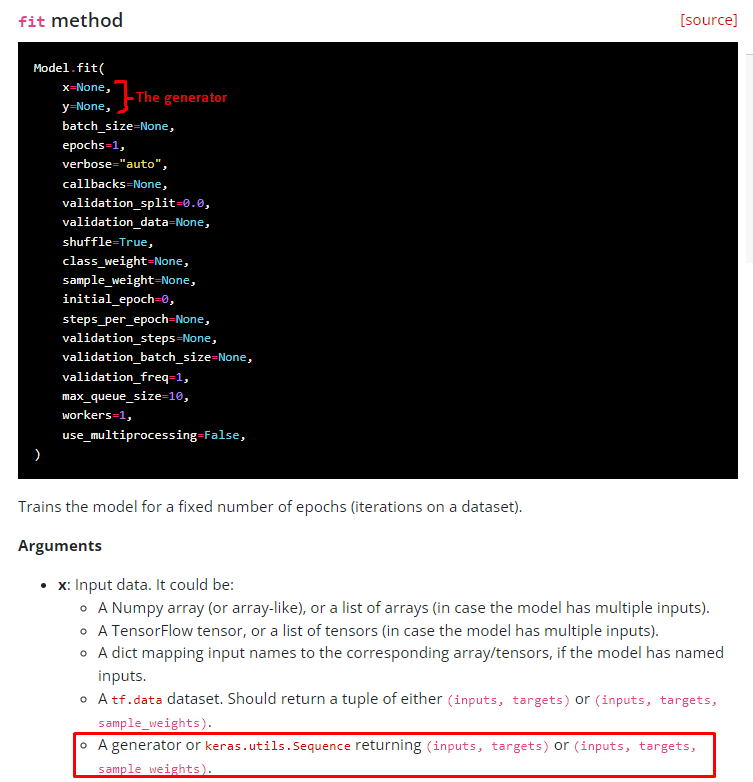 fit method [source]
Model.fit(
x=None,
The generator
y=None,
batch_size=None,
epochs=1,
verbose="auto",
callbacks=None,
validation_split=0.0,
validation_data=None,
shuffle=True,
class_weight=None,
sample_weight=None,
initial_epoch=0,
steps_per_epoch=None,
validation_steps=None,
validation_batch_size=None,
validation_freq=1,
max_queue_size=10,
workers=1,
use_multiprocessing=False,
)
Trains the model for a fixed number of epochs (iterations on a dataset).
Arguments
• x: Input data. It could be:
◦ A Numpy array (or array-like), or a list of arrays (in case the model has multiple inputs).
◦ A TensorFlow tensor, or a list of tensors (in case the model has multiple inputs).
◦ A dict mapping input names to the corresponding array/tensors, if the model has named
inputs.
◦ A tf.data dataset. Should return a tuple of either (inputs, targets) or (inputs, targets,
sample_weights).
◦ A generator or keras.utils.Sequence returning (inputs, targets) or (inputs, targets,
sample weights).